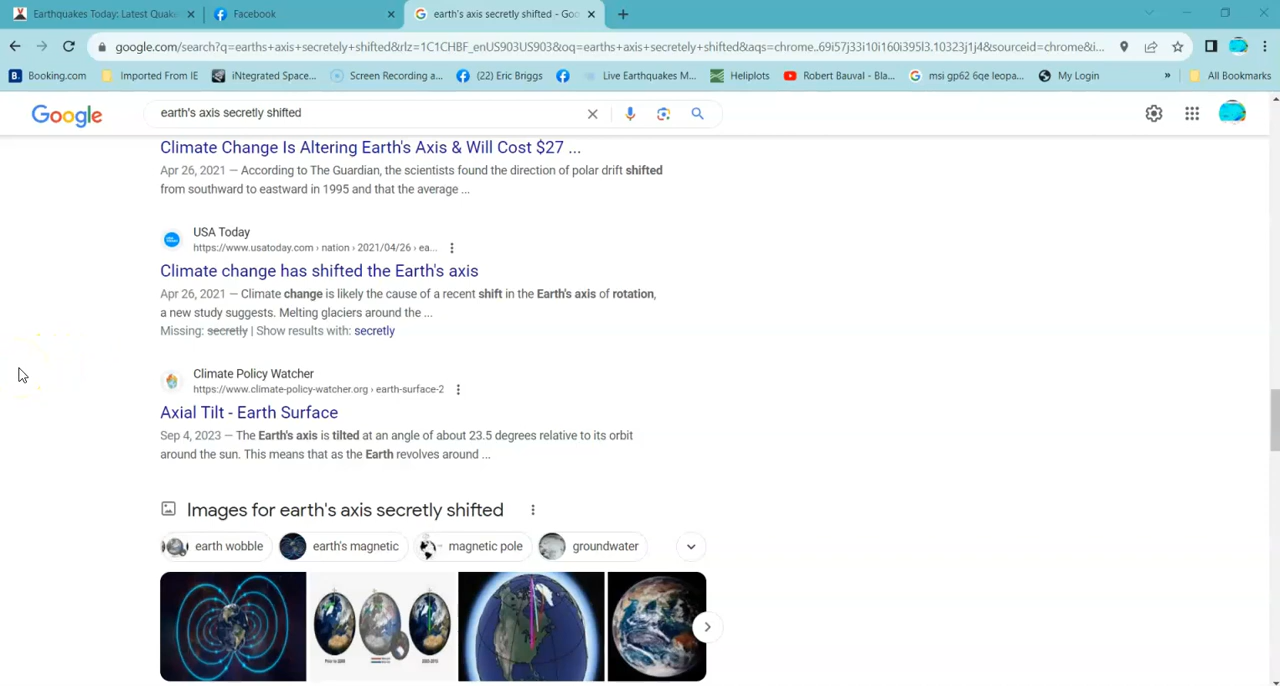 Earthquakes Today: Latest Quak
Facebook
earth's axis secretly shifted - Goo
google.com/search?q=earths+axis+secretely+shifted&rlz=1C1CHBF_enUS903US903&oq=earths+axis+secretely+shifted&aqs=chrome..69i57j33i10i160i395l3.10323j1j4&sourceid=chrome&i...
Booking.com
Imported From IE
iNtegrated Space...
Screen Recording a...
(22) Eric Briggs
Live Earthquakes M...
Heliplots
Robert Bauval - Bla...
msi gp62 6qe leopa...
My Login
»
All Bookmarks
Google
earth's axis secretly shifted
Climate Change Is Altering Earth's Axis & Will Cost $27 ...
Apr 26, 2021 — According to The Guardian, the scientists found the direction of polar drift shifted
from southward to eastward in 1995 and that the average ...
USA Today
https://www.usatoday.com › nation › 2021/04/26 › ea...
Climate change has shifted the Earth's axis
Apr 26, 2021 — Climate change is likely the cause of a recent shift in the Earth's axis of rotation,
a new study suggests. Melting glaciers around the ...
Missing: secretly | Show results with: secretly
Climate Policy Watcher
https://www.climate-policy-watcher.org › earth-surface-2
Axial Tilt - Earth Surface
Sep 4, 2023 — The Earth's axis is tilted at an angle of about 23.5 degrees relative to its orbit
around the sun. This means that as the Earth revolves around ...
Images for earth's axis secretly shifted
earth wobble
earth's magnetic
magnetic pole
groundwater